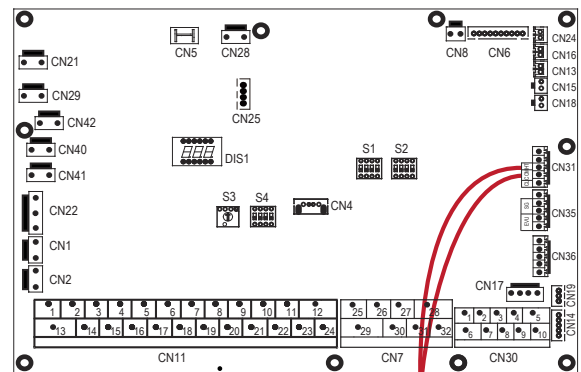 CN5
CN28
CN8
CN6
CN24
CN16
CN13
CN15
CN18
CN21
CN29
CN42
CN40
CN41
CN25
DIS1
S1
S2
CN31
CN22
S3
S4
CN4
SG
EVU
CN35
CN1
CN2
CN36
CN17
CN19
CN14
1 2 3 4 5 6 7 8 9 10 11 12
13 14 15 16 17 18 19 20 21 22 23 24
25 26 27 28
29 30 31 32
1 2 3 4 5
6 7 8 9 10
CN11
CN7
CN30